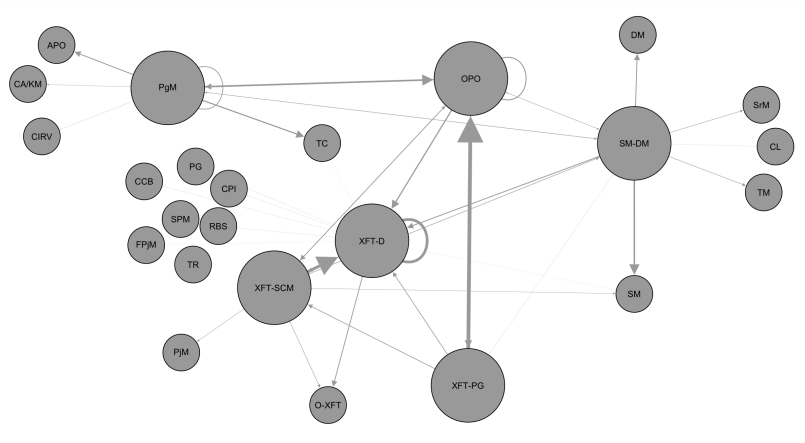 DM
APO
PgM
OPO
CA/KM
SrM
CIRV
TC
SM-DM
CL
PG
CCB
CPI
TM
SPM
RBS
FPjM
XFT-D
TR
XFT-SCM
SM
PjM
XFT-PG
O-XFT